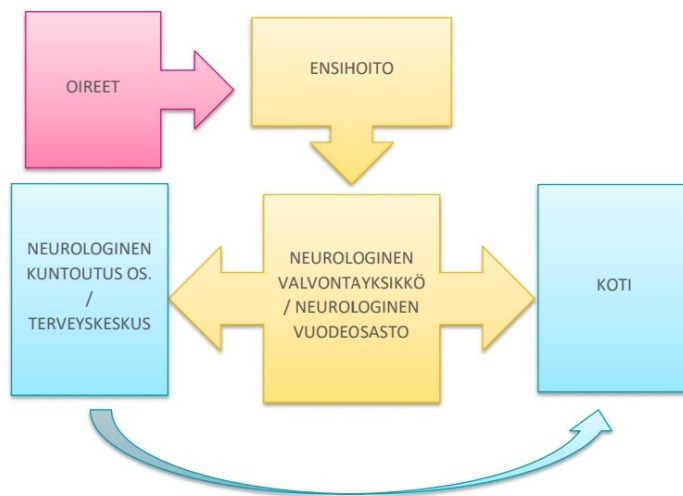 OIREET
ENSIHOITO
NEUROLOGINEN
KUNTOUTUS OS.
/
TERVEYSKESKUS
NEUROLOGINEN
VALVONTAYKSIKKÖ
/ NEUROLOGINEN
VUODEOSASTO
KOTI